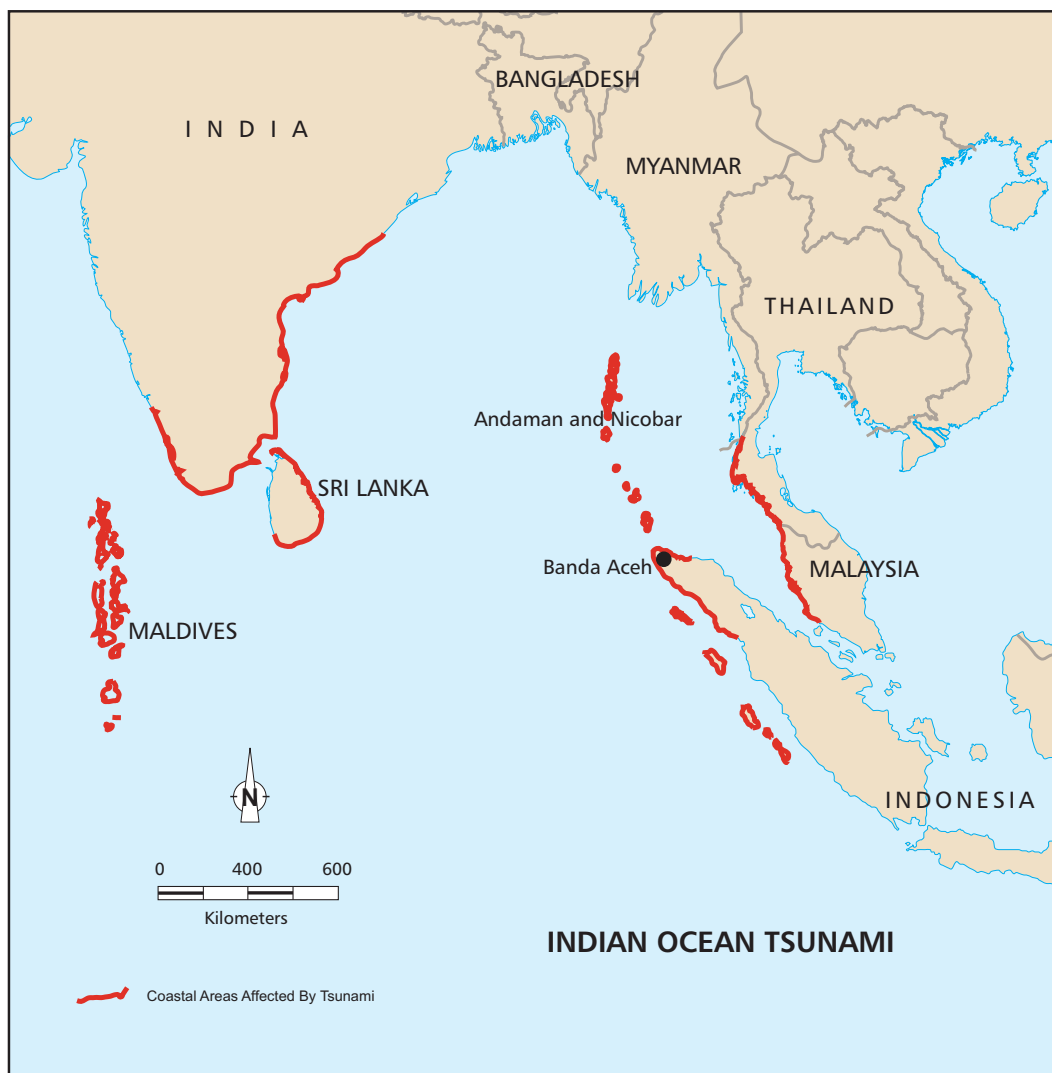 BANGLADESH
I N D I A
MYANMAR
THAILAND
Andaman and Nicobar
SRI LANKA
Banda Aceh
MALAYSIA
MALDIVES
N
INDONESIA
0 400 600
Kilometers
INDIAN OCEAN TSUNAMI
Coastal Areas Affected By Tsunami